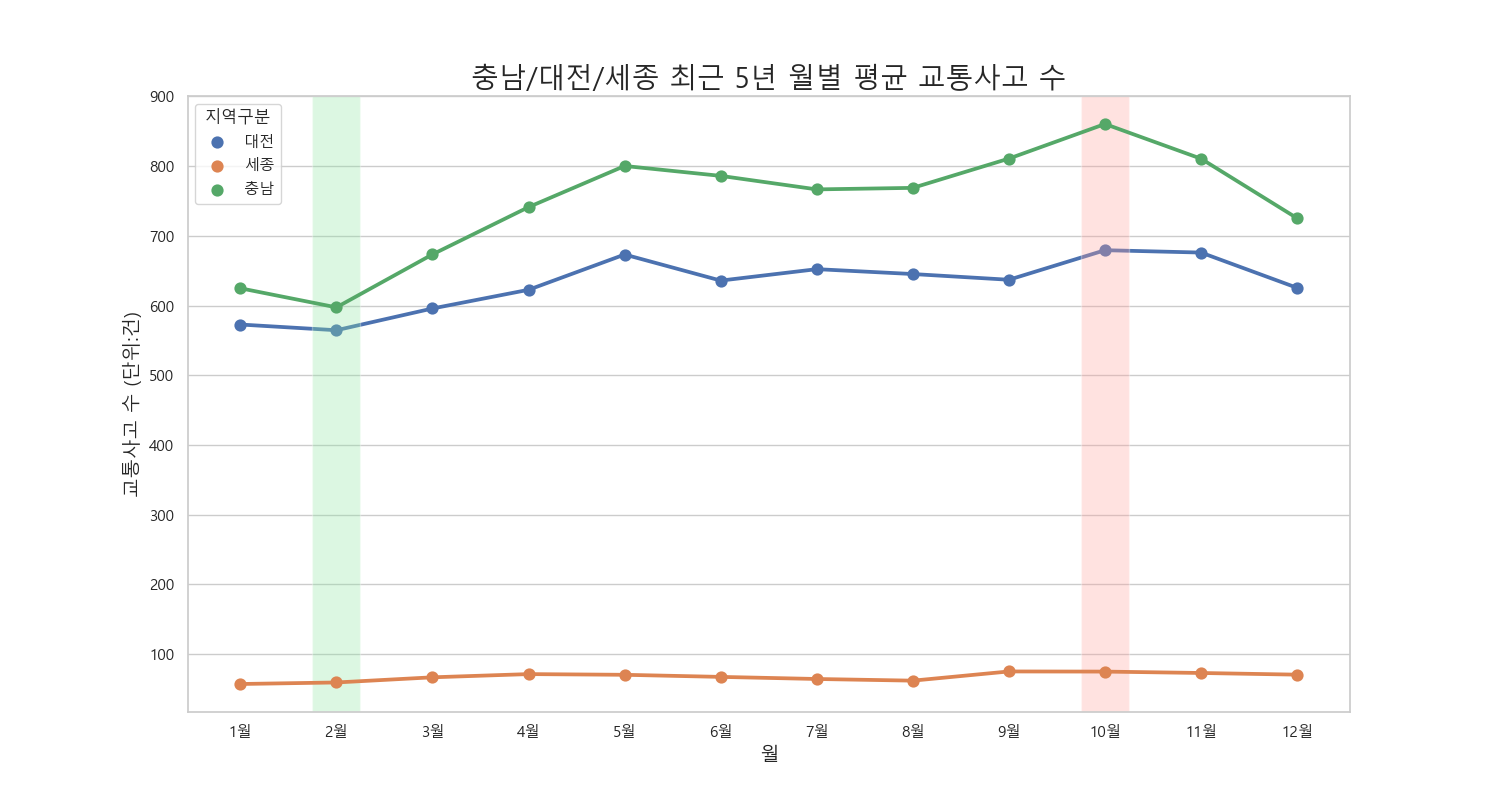 충남/대전/세종 최근 5년 월별 평균 교통사고 수
지역구분
대전
세종
충남
교통사고 수 (단위:건)
900
800
700
600
500
400
300
200
100
1월 2월 3월 4월 5월 6월 7월 8월 9월 10월 11월 12월
월